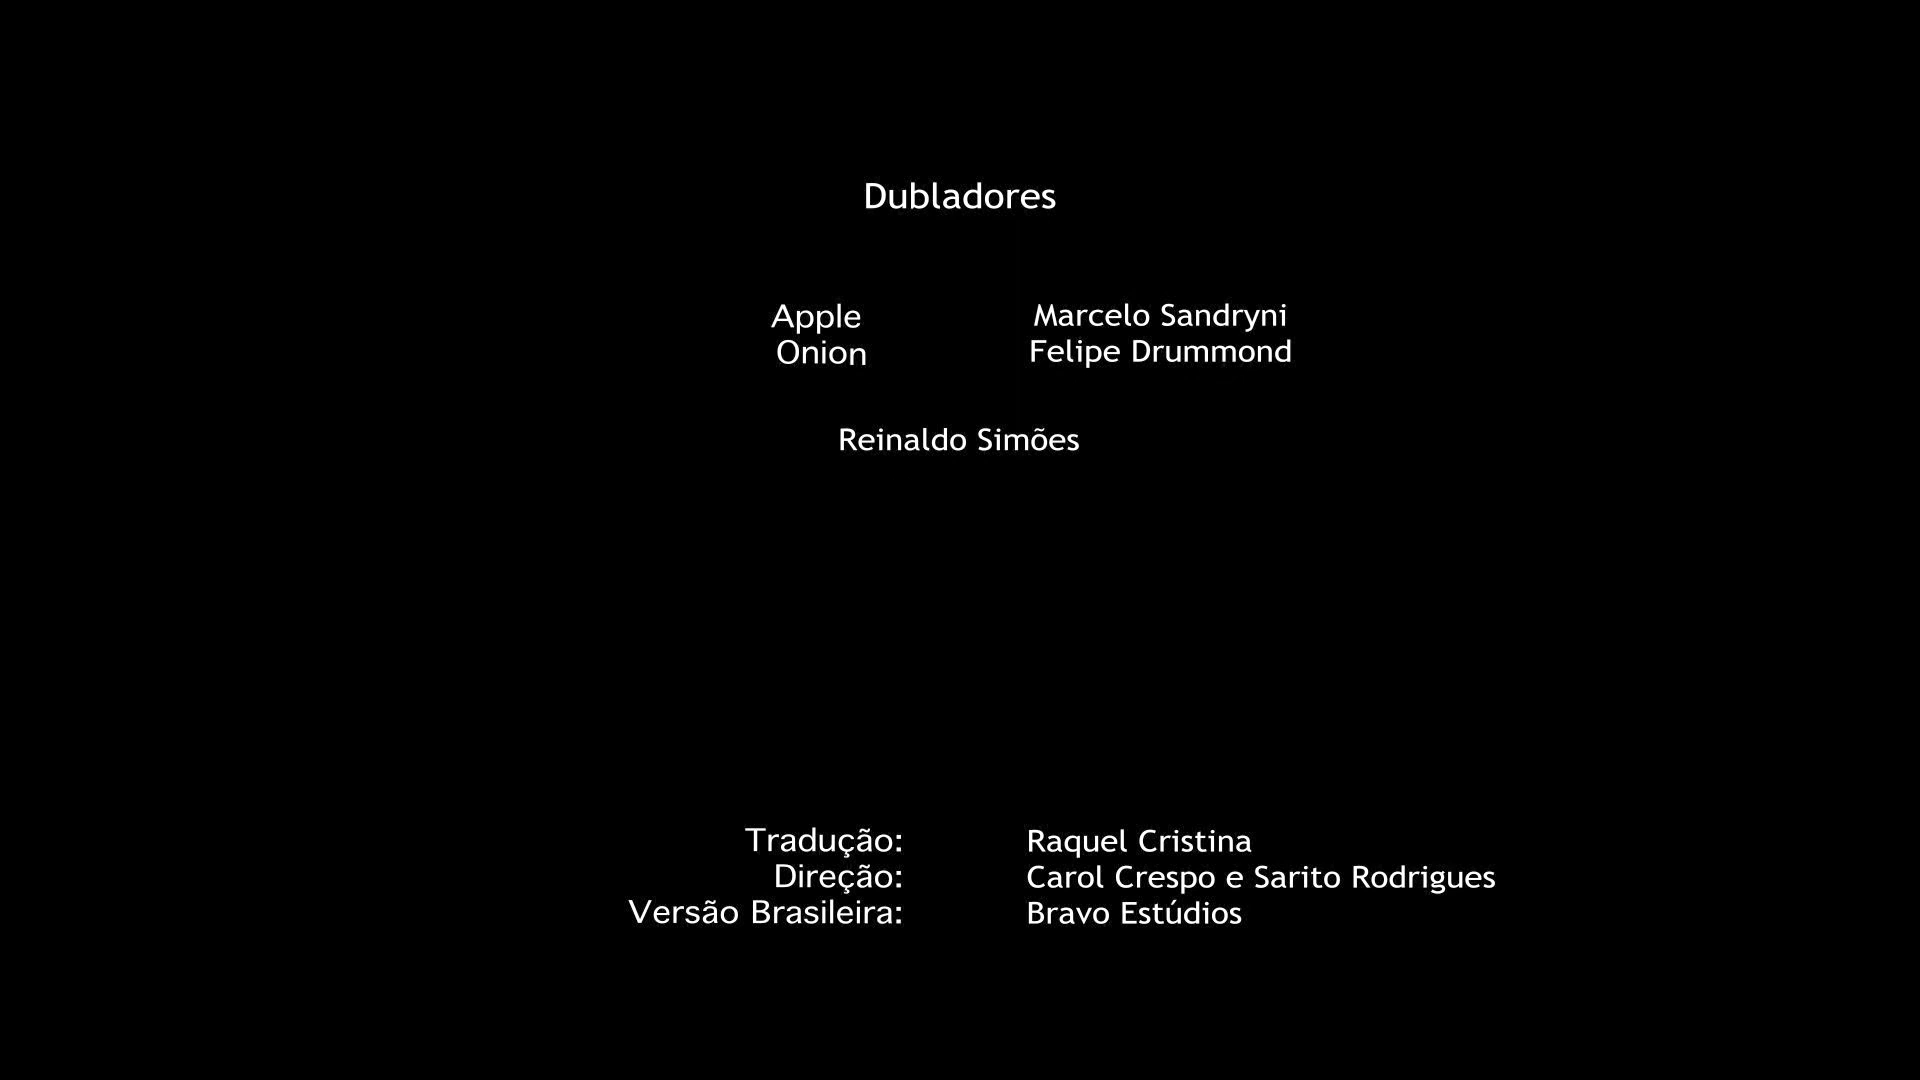 Dubladores
Apple Marcelo Sandryni
Onion Felipe Drummond
Reinaldo Simões
Tradução: Raquel Cristina
Direção: Carol Crespo e Sarito Rodrigues
Versão Brasileira: Bravo Estúdios